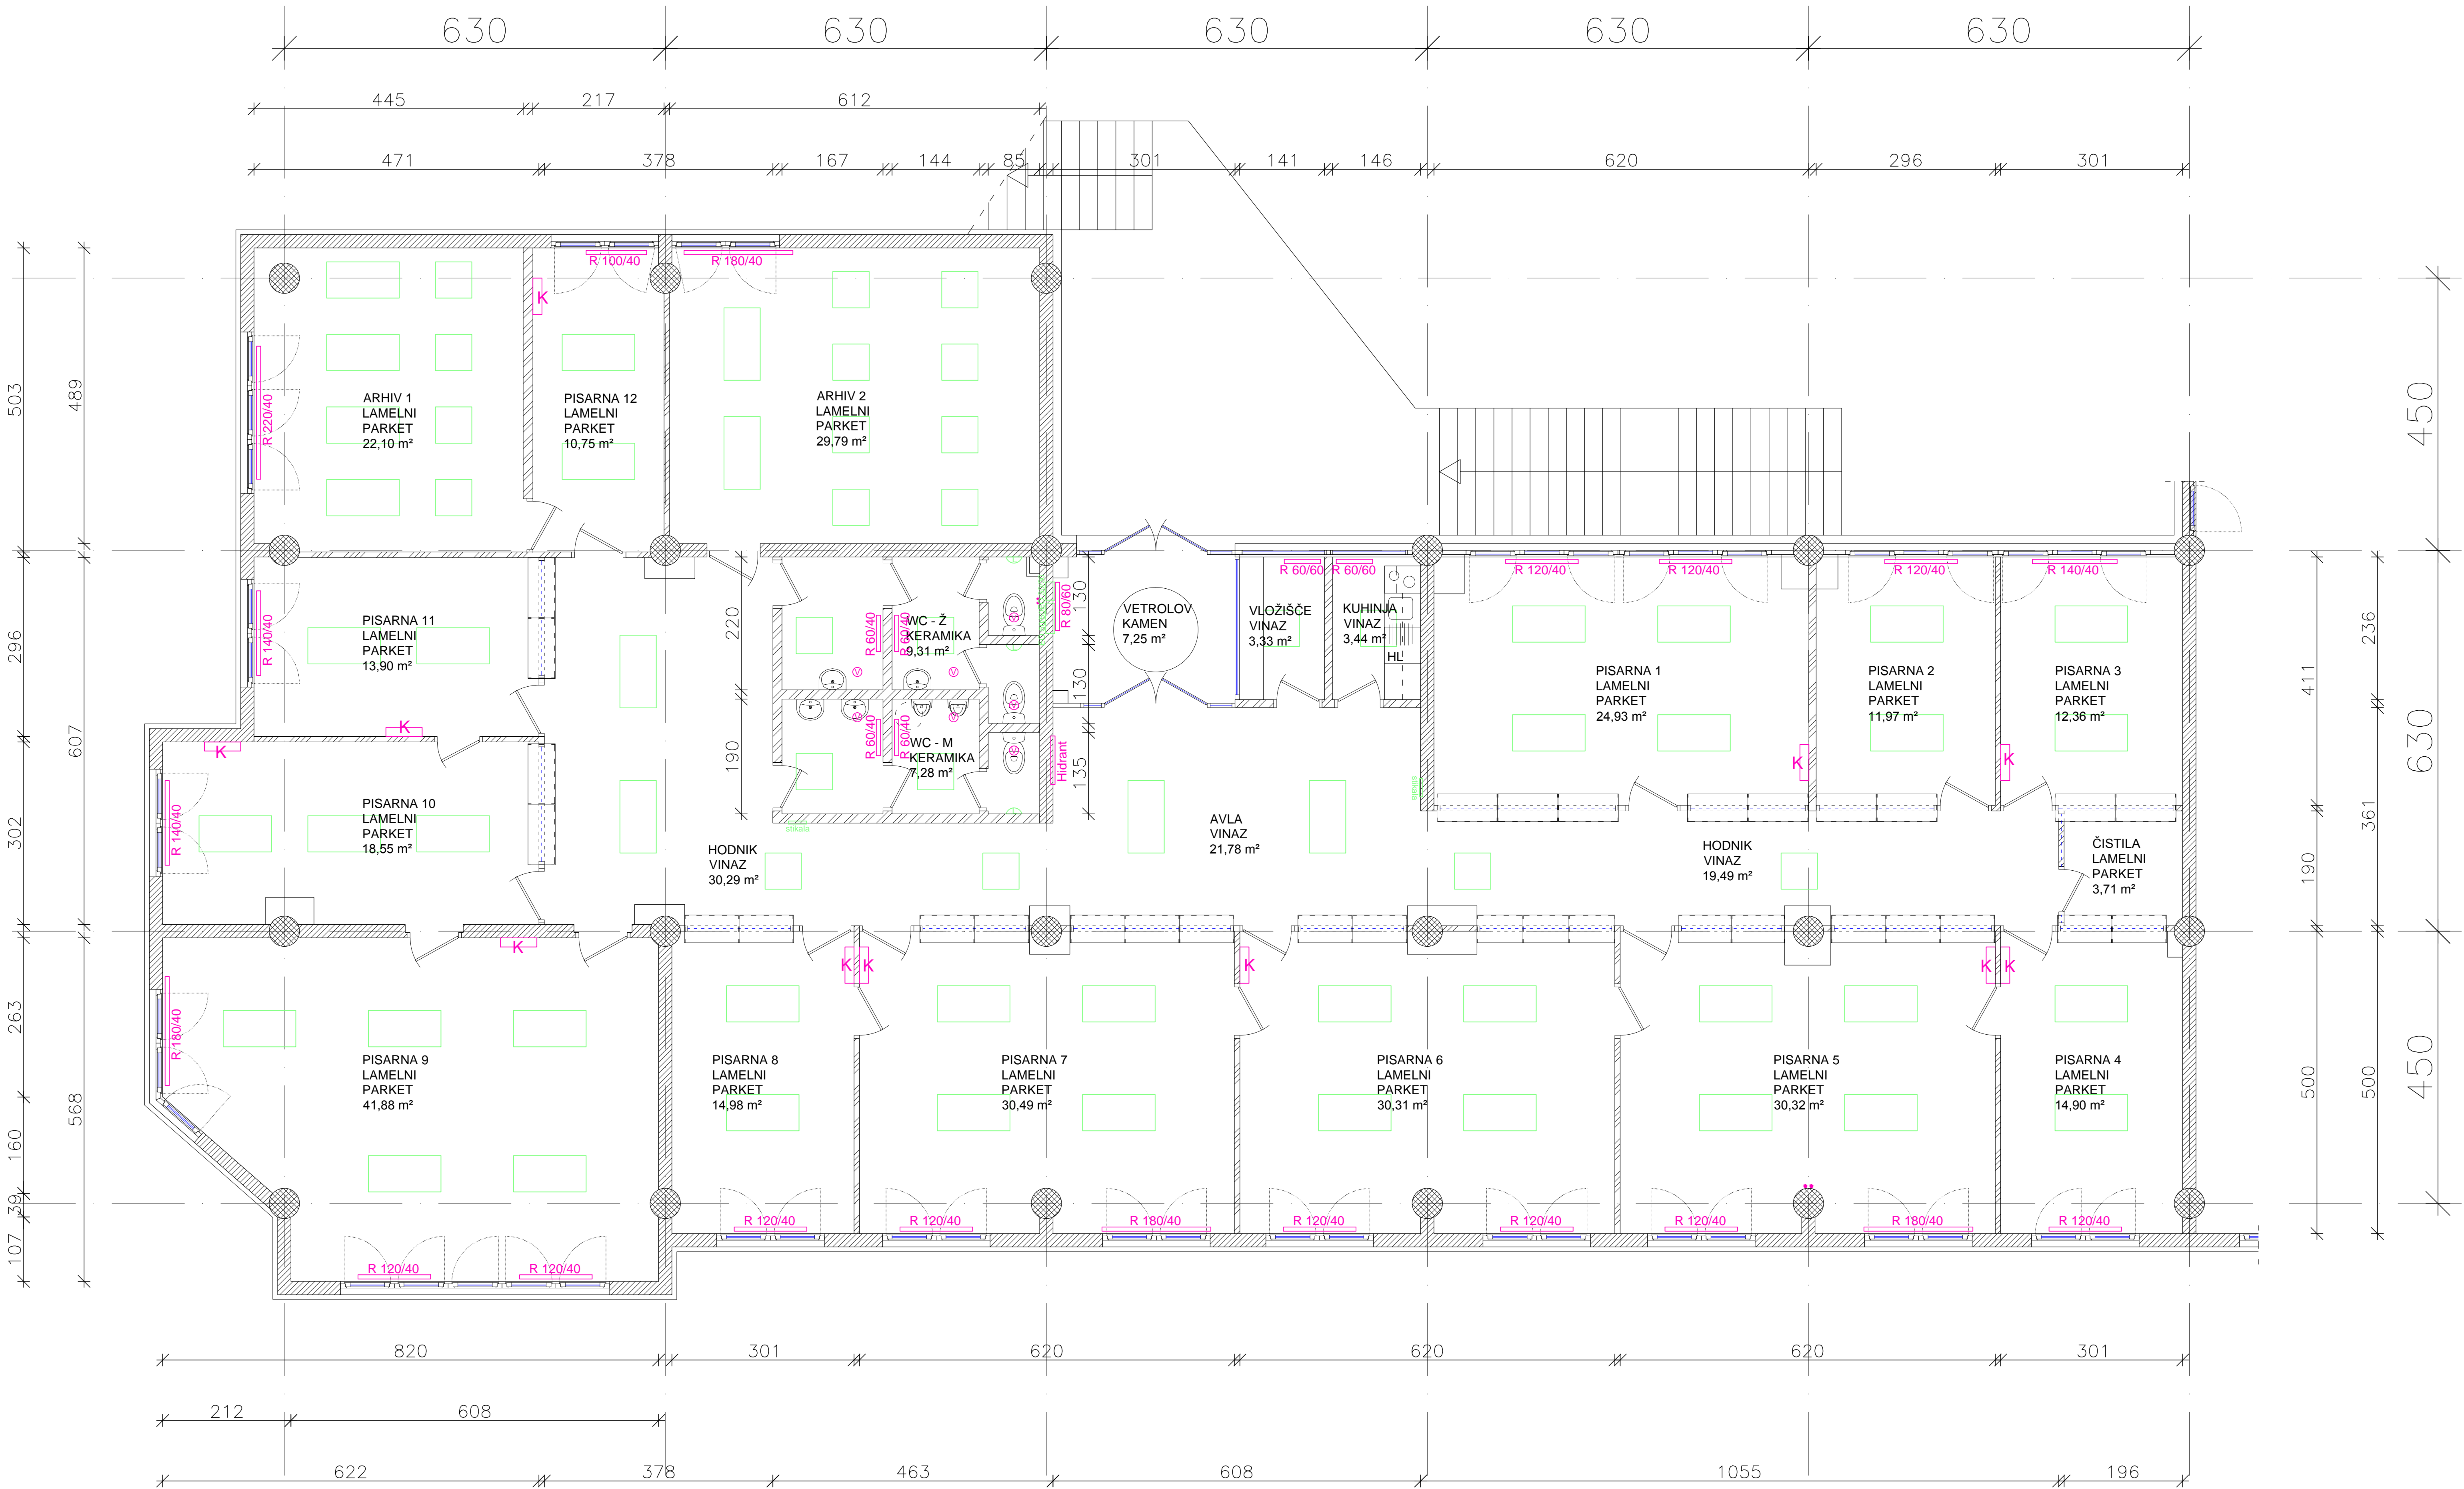 630 630 630 630 630
445 217 612
471 378 167 144 85 301 141 146 620 296 301
R 100/40
R 180/40
K
ARHIV 1
LAMELNI
PARKET
22,10 m²
PISARNA 12
LAMELNI
PARKET
10,75 m²
ARHIV 2
LAMELNI
PARKET
29,79 m²
R 220/40
503
489
450
R 60/60 R 60/60
R 120/40
R 120/40
R 120/40
R 140/40
PISARNA 11
LAMELNI
PARKET
13,90 m²
R 140/40
220
R 60/40
R 60/40
WC - Ž
KERAMIKA
9,31 m²
R 80/60
130
VETROLOV
KAMEN
7,25 m²
VLOŽIŠČE
VINAZ
3,33 m²
KUHINJA
VINAZ
3,44 m²
HL
PISARNA 1
LAMELNI
PARKET
24,93 m²
PISARNA 2
LAMELNI
PARKET
11,97 m²
PISARNA 3
LAMELNI
PARKET
12,36 m²
296
607
V
V
V
V
V
V
V
130
411
236
630
K
K
R 60/40
R 60/40
WC - M
KERAMIKA
7,28 m²
190
Hidrant
135
K
K
PISARNA 10
LAMELNI
PARKET
18,55 m²
R 140/40
302
stikala
HODNIK
VINAZ
30,29 m²
AVLA
VINAZ
21,78 m²
HODNIK
VINAZ
19,49 m²
ČISTILA
LAMELNI
PARKET
3,71 m²
190
361
K
K K
K
K K
R 180/40
263
160
39
107
568
PISARNA 9
LAMELNI
PARKET
41,88 m²
PISARNA 8
LAMELNI
PARKET
14,98 m²
PISARNA 7
LAMELNI
PARKET
30,49 m²
PISARNA 6
LAMELNI
PARKET
30,31 m²
PISARNA 5
LAMELNI
PARKET
30,32 m²
PISARNA 4
LAMELNI
PARKET
14,90 m²
500
500
450
R 120/40 R 120/40 R 180/40 R 120/40 R 120/40 R 120/40 R 180/40 R 120/40
R 120/40 R 120/40
820 301 620 620 620 301
212 608
622 378 463 608 1055 196